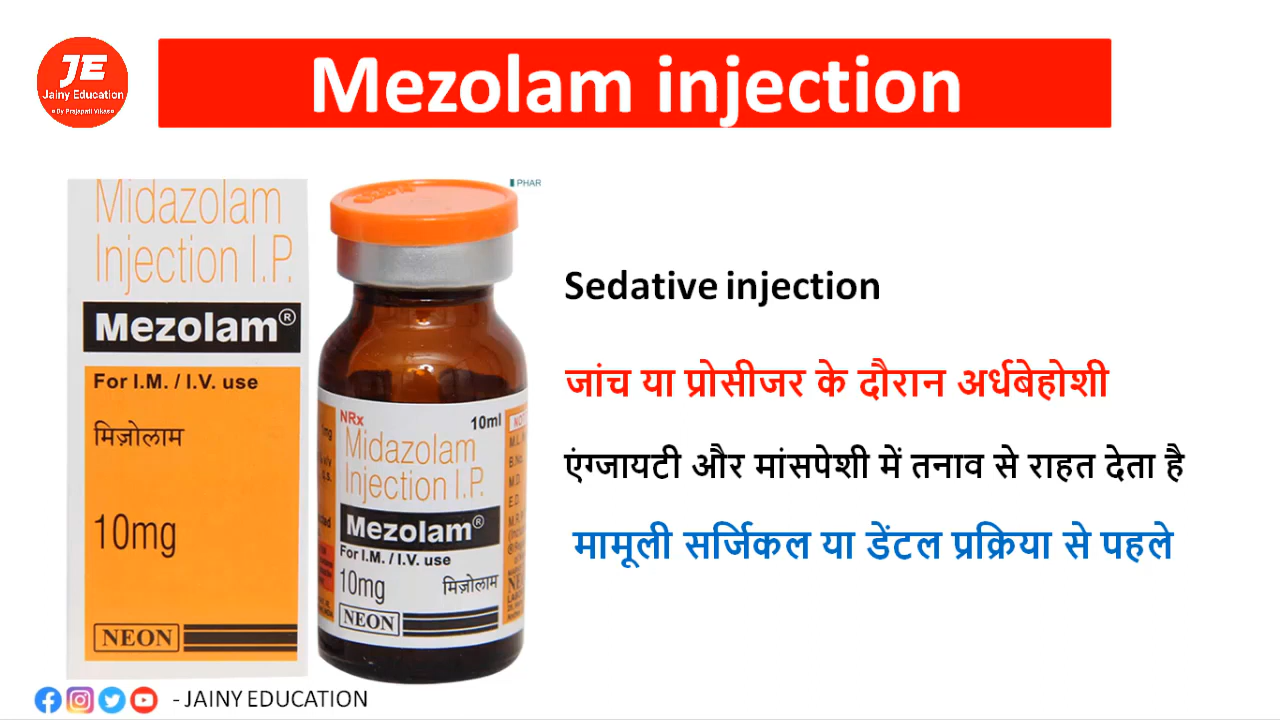 JE
Jainy Education
Mezolam injection
PHAR
Midazolam
Injection I.P.
Mezolam®
For I.M. / I.V. use
मिज़ोलाम
10mg
NEON
NRx
10ml
Midazolam
Injection I.P.
Mezolam®
For I.M. / I.V. use
10mg
मिज़ोलाम
NEON
Sedative injection
जांच या प्रोसीजर के दौरान अर्धबेहोशी
एंग्जायटी और मांसपेशी में तनाव से राहत देता है
मामूली सर्जिकल या डेंटल प्रक्रिया से पहले
- JAINY EDUCATION